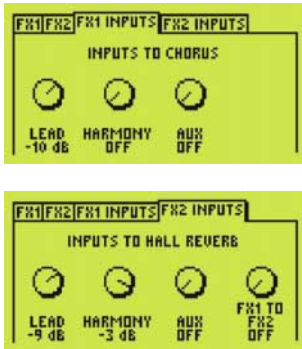 FX1 FX2 FX1 INPUTS FX2 INPUTS
INPUTS TO CHORUS
LEAD HARMONY AUX
-10 dB OFF OFF
FX1 FX2 FX1 INPUTS FX2 INPUTS
INPUTS TO HALL REVERB
LEAD HARMONY AUX FX1 TO FX2
-9 dB -3 dB OFF OFF